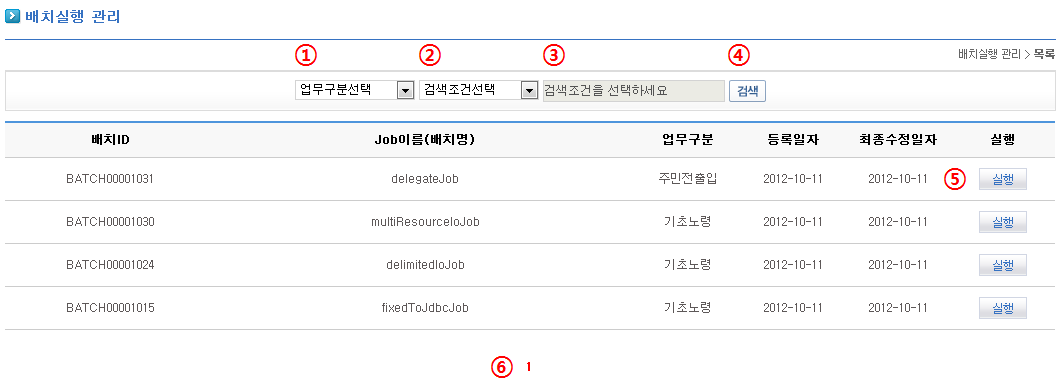 배치실행 관리
① ② ③ ④
배치실행 관리 > 목록
업무구분선택 검색조건선택 검색조건을 선택하세요 검색
배치ID Job이름(배치명) 업무구분 등록일자 최종수정일자 실행
BATCH00001031 delegateJob 주민전출입 2012-10-11 2012-10-11 ⑤ 실행
BATCH00001030 multiResourceIoJob 기초노령 2012-10-11 2012-10-11 실행
BATCH00001024 delimitedIoJob 기초노령 2012-10-11 2012-10-11 실행
BATCH00001015 fixedToJdbcJob 기초노령 2012-10-11 2012-10-11 실행
⑥ 1